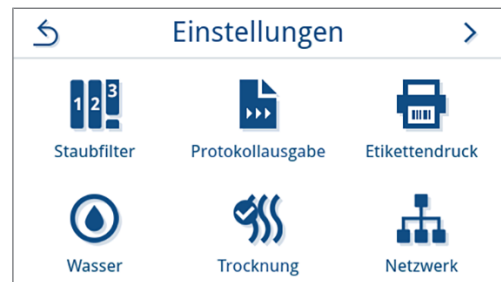 Einstellungen
1 2 3
Staubfilter Protokollausgabe Etikettendruck
Wasser Trocknung Netzwerk